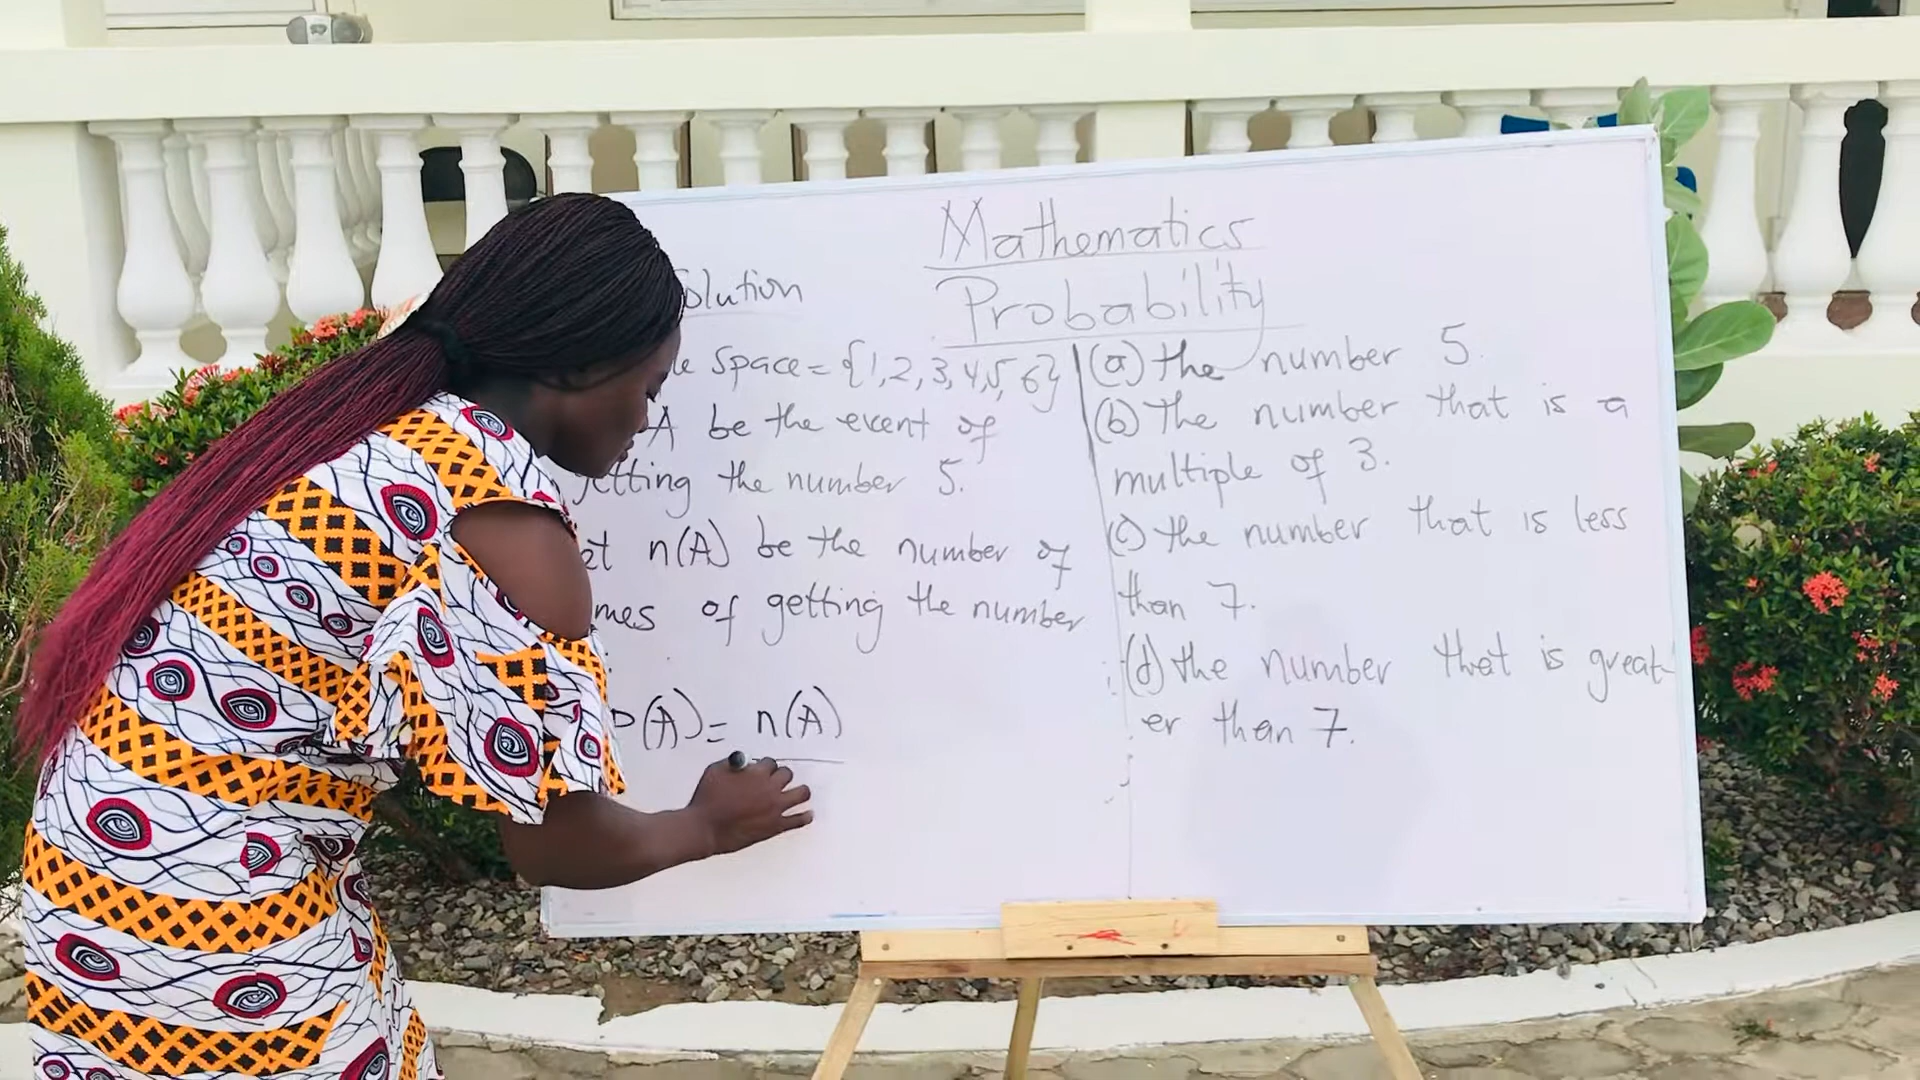 Mathematics
Probability
olution
le space = {1, 2, 3, 4, 5, 6}
A be the event of
getting the number 5.
et n(A) be the number of
mes of getting the number
P(A) = n(A)
(a) the number 5.
(b) The number that is a
multiple of 3.
(c) the number that is less
than 7.
(d) the number that is great-
er than 7.